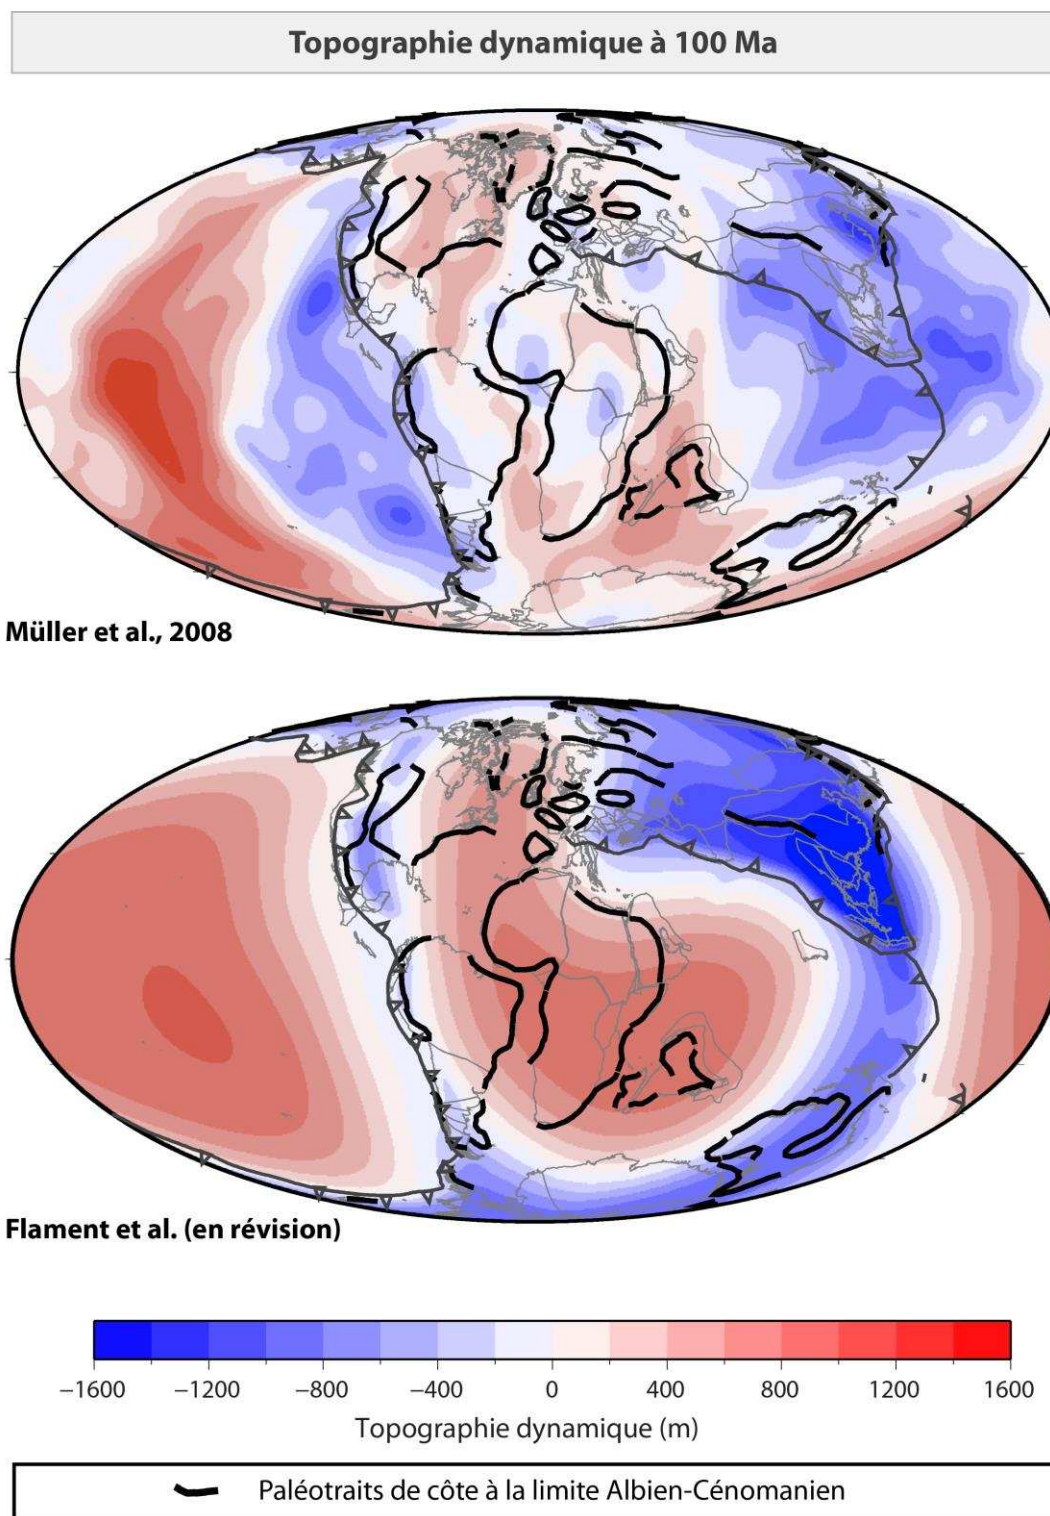 Topographie dynamique à 100 Ma
Müller et al., 2008
Flament et al. (en révision)
−1600 −1200 −800 −400 0 400 800 1200 1600
Topographie dynamique (m)
Paléotraits de côte à la limite Albien-Cénomanien